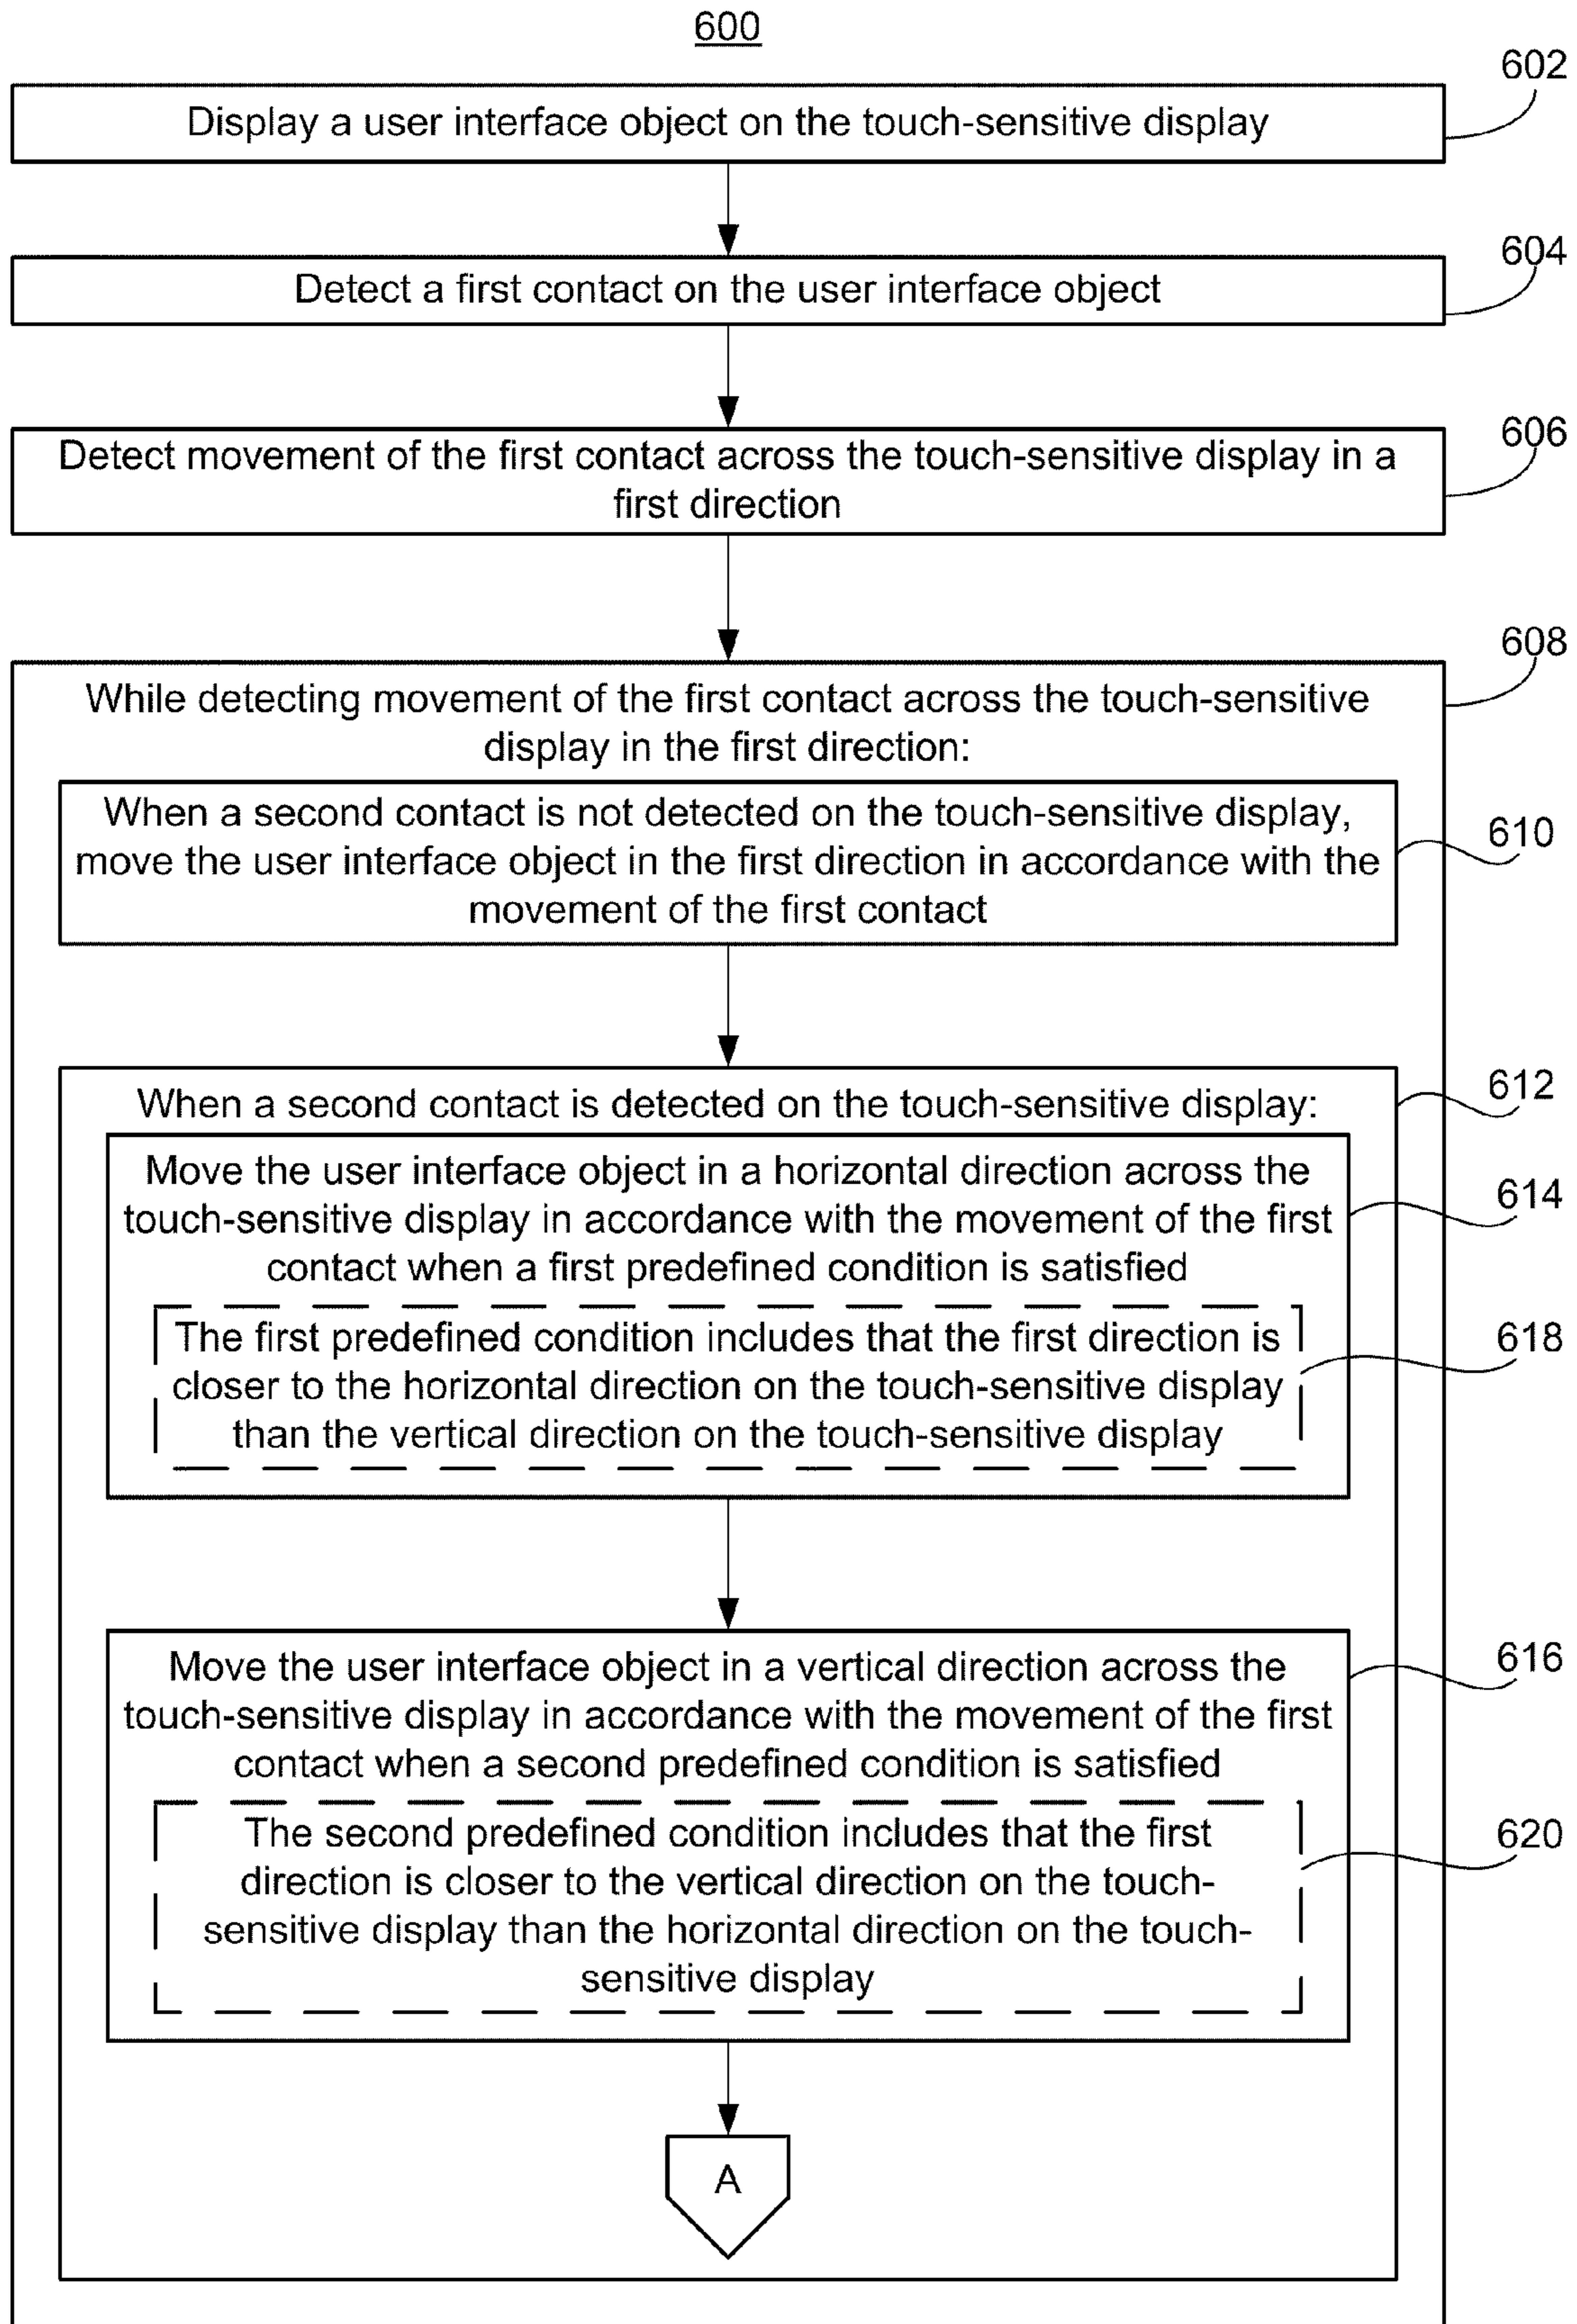 600
602
Display a user interface object on the touch-sensitive display
604
Detect a first contact on the user interface object
606
Detect movement of the first contact across the touch-sensitive display in a
first direction
608
While detecting movement of the first contact across the touch-sensitive
display in the first direction:
When a second contact is not detected on the touch-sensitive display,
move the user interface object in the first direction in accordance with the
movement of the first contact
610
When a second contact is detected on the touch-sensitive display:
612
Move the user interface object in a horizontal direction across the
touch-sensitive display in accordance with the movement of the first
contact when a first predefined condition is satisfied
614
The first predefined condition includes that the first direction is
closer to the horizontal direction on the touch-sensitive display
than the vertical direction on the touch-sensitive display
618
Move the user interface object in a vertical direction across the
touch-sensitive display in accordance with the movement of the first
contact when a second predefined condition is satisfied
616
The second predefined condition includes that the first
direction is closer to the vertical direction on the touch-
sensitive display than the horizontal direction on the touch-
sensitive display
620
A